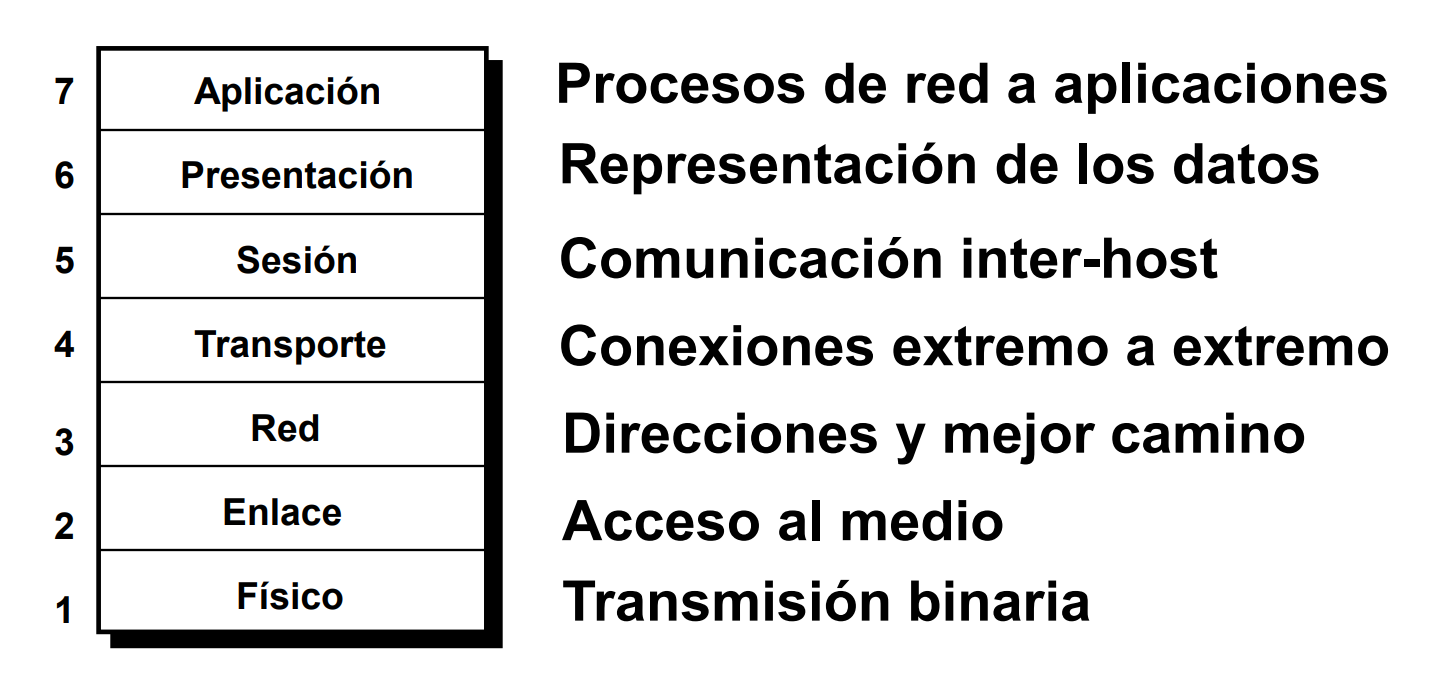 7 Aplicación Procesos de red a aplicaciones
6 Presentación Representación de los datos
5 Sesión Comunicación inter-host
4 Transporte Conexiones extremo a extremo
3 Red Direcciones y mejor camino
2 Enlace Acceso al medio
1 Físico Transmisión binaria